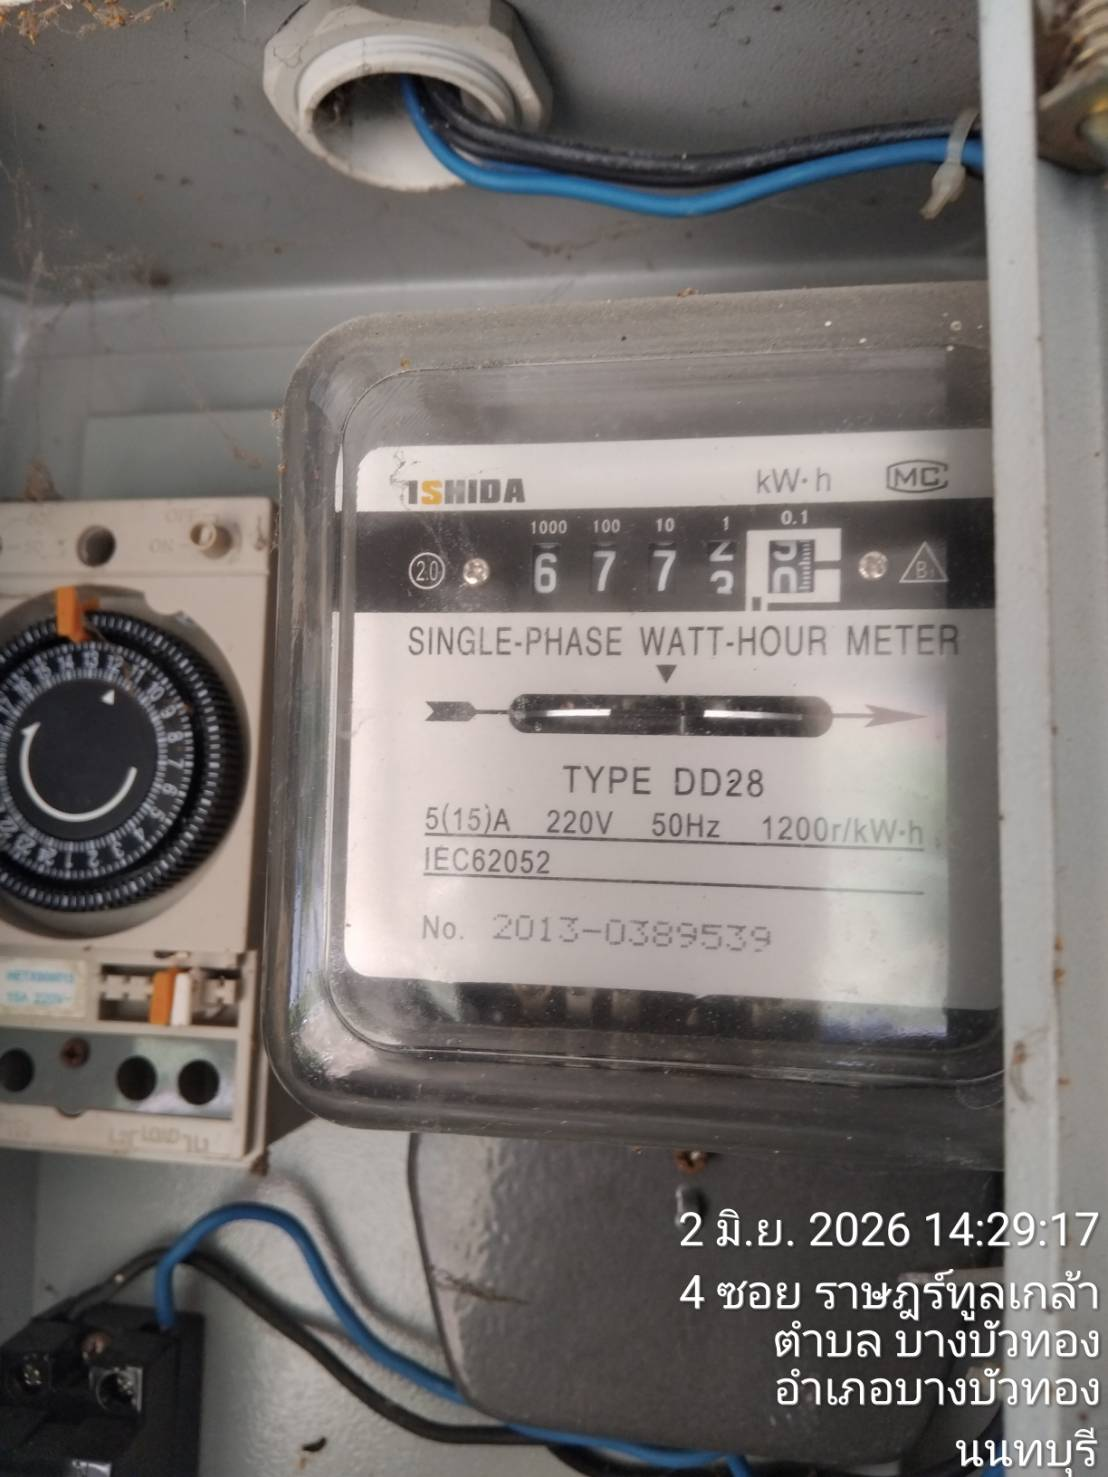 ISHIDA
kW·h
MC
1000 100 10 1 0.1
2.0
6 7 7
SINGLE-PHASE WATT-HOUR METER
TYPE DD28
5(15)A 220V 50Hz 1200r/kW·h
IEC62052
No. 2013-0389539
2 มิ.ย. 2026 14:29:17
4 ซอย ราษฎร์ทูลเกล้า
ตำบล บางบัวทอง
อำเภอบางบัวทอง
นนทบุรี